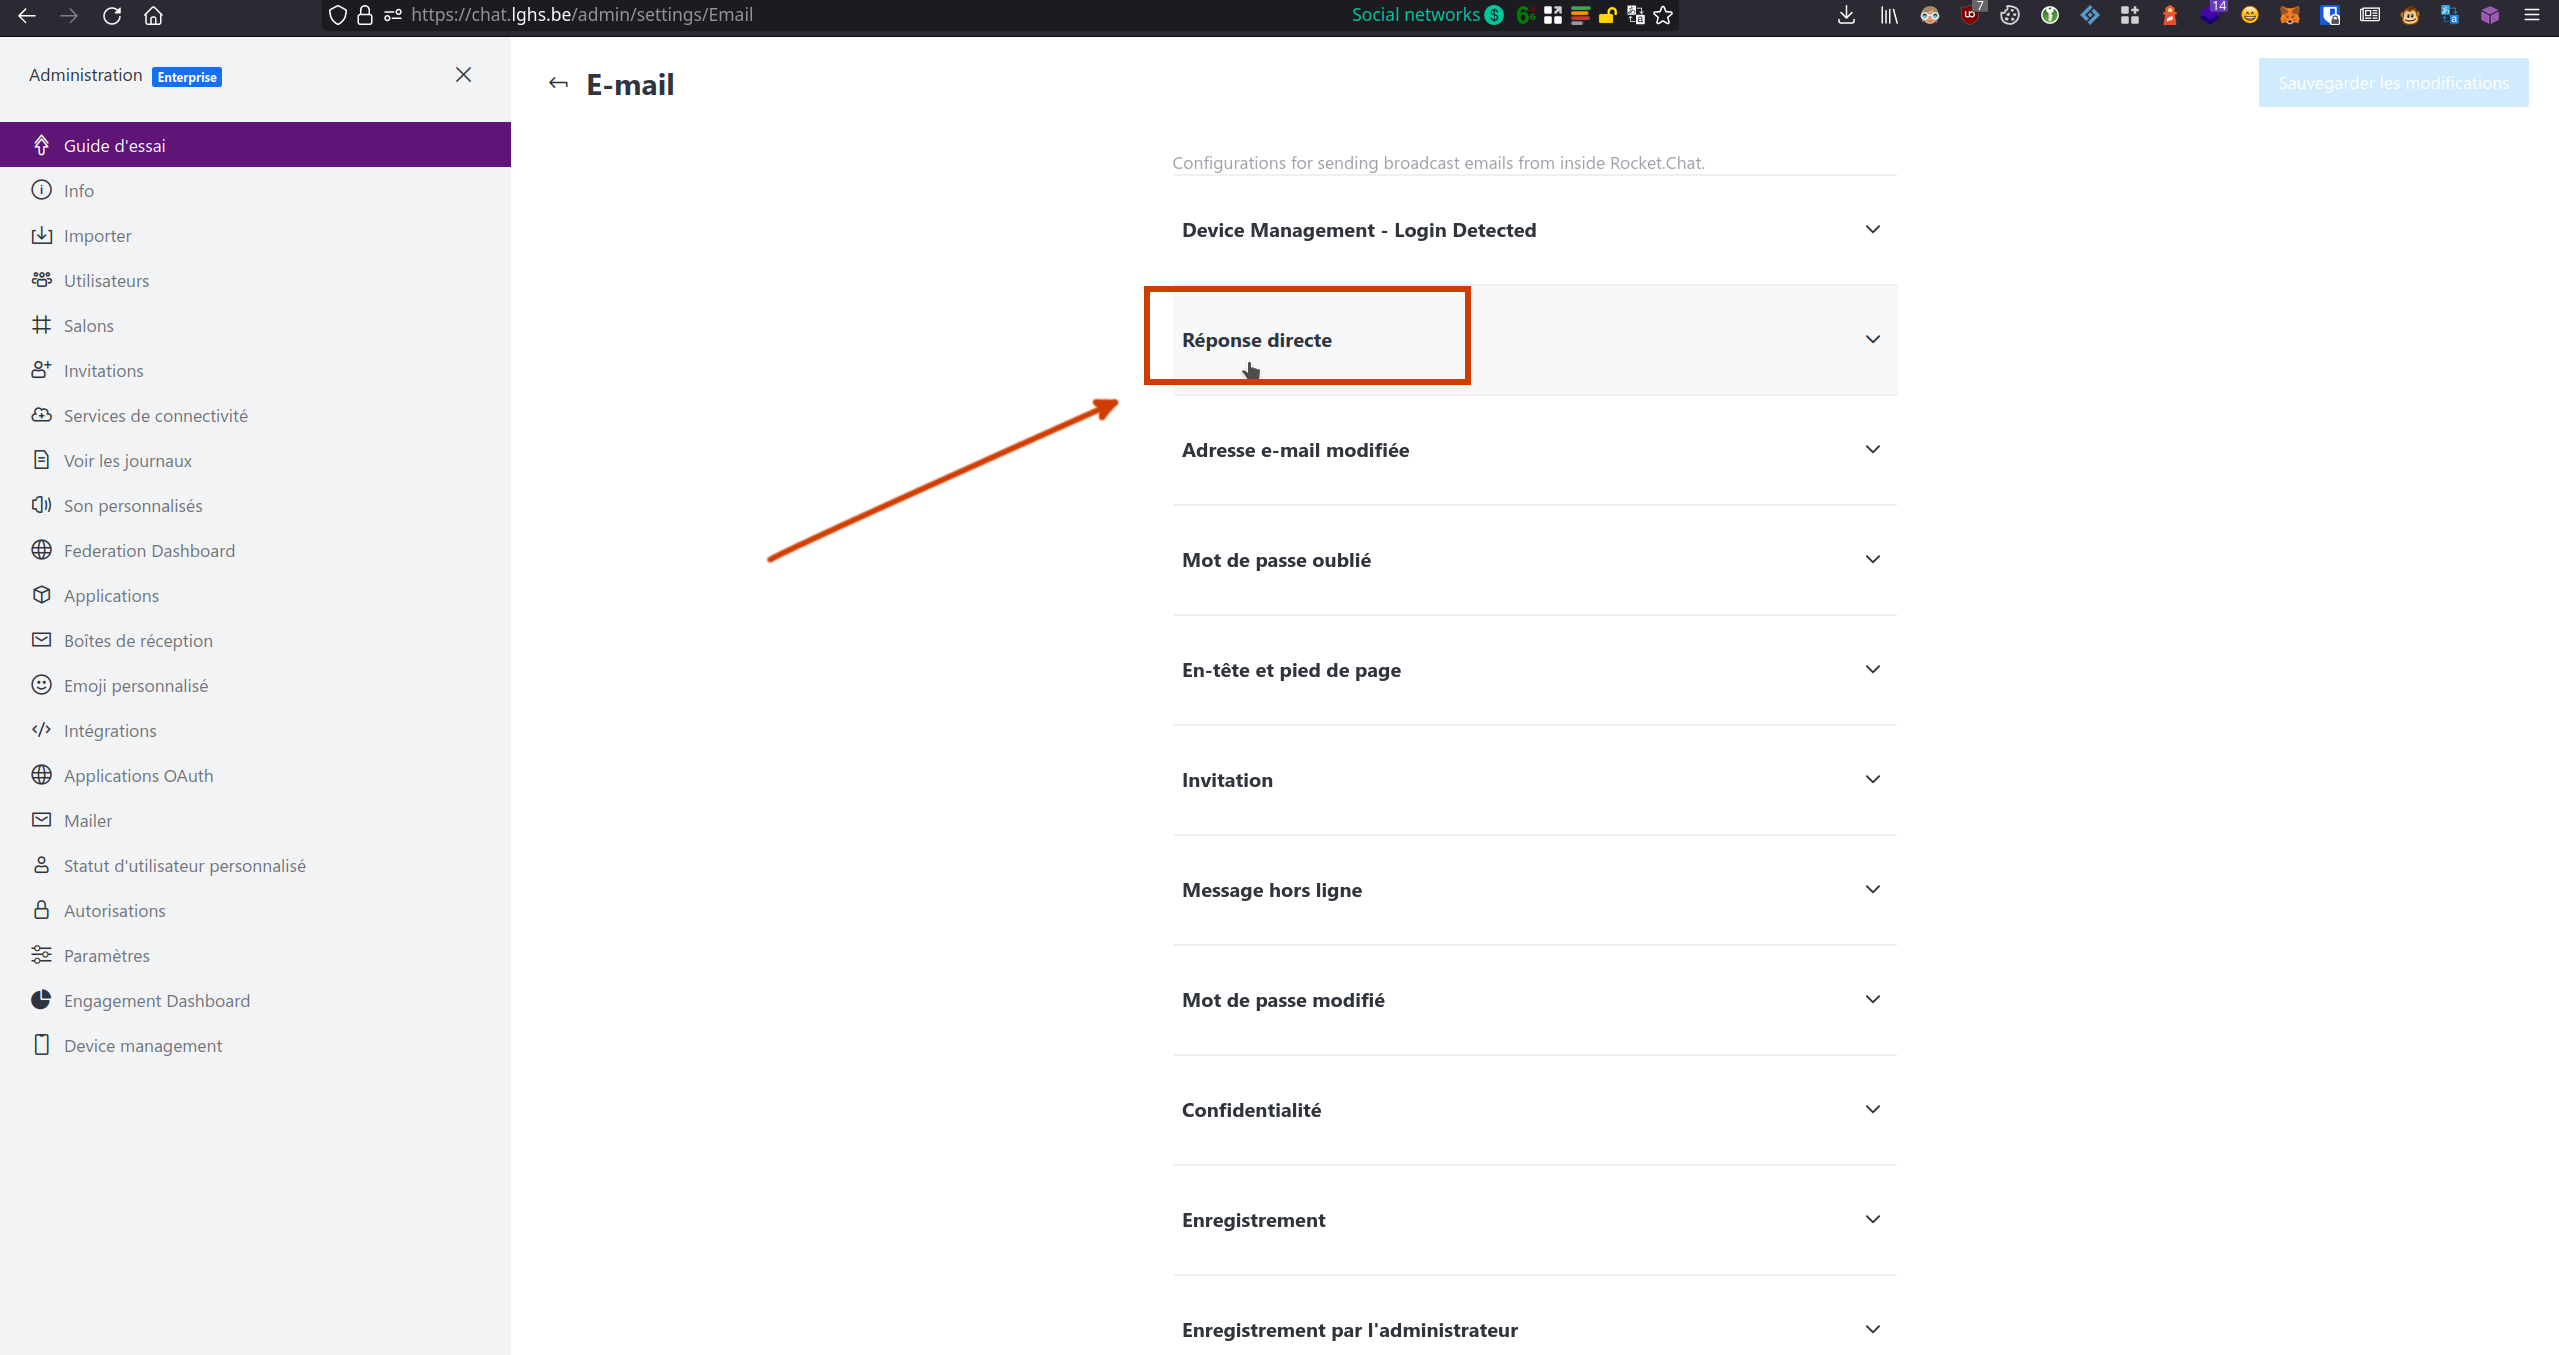 https://chat.lghs.be/admin/settings/Email
Social networks
7
14
Administration Enterprise
Guide d'essai
Info
Importer
Utilisateurs
Salons
Invitations
Services de connectivité
Voir les journaux
Son personnalisés
Federation Dashboard
Applications
Boîtes de réception
Emoji personnalisé
Intégrations
Applications OAuth
Mailer
Statut d'utilisateur personnalisé
Autorisations
Paramètres
Engagement Dashboard
Device management
E-mail
Sauvegarder les modifications
Configurations for sending broadcast emails from inside Rocket.Chat.
Device Management - Login Detected
Réponse directe
Adresse e-mail modifiée
Mot de passe oublié
En-tête et pied de page
Invitation
Message hors ligne
Mot de passe modifié
Confidentialité
Enregistrement
Enregistrement par l'administrateur